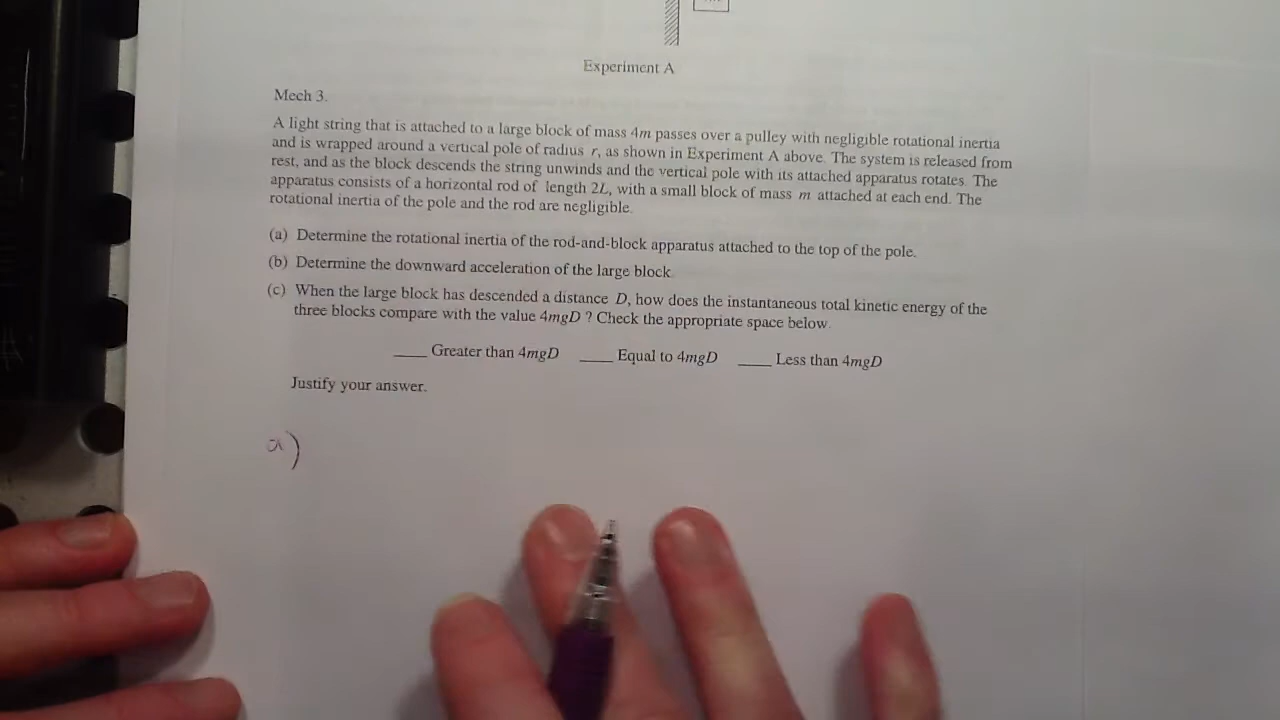 Experiment A
Mech 3.
A light string that is attached to a large block of mass 4m passes over a pulley with negligible rotational inertia
and is wrapped around a vertical pole of radius r, as shown in Experiment A above. The system is released from
rest, and as the block descends the string unwinds and the vertical pole with its attached apparatus rotates. The
apparatus consists of a horizontal rod of length 2L, with a small block of mass m attached at each end. The
rotational inertia of the pole and the rod are negligible.
(a) Determine the rotational inertia of the rod-and-block apparatus attached to the top of the pole.
(b) Determine the downward acceleration of the large block.
(c) When the large block has descended a distance D, how does the instantaneous total kinetic energy of the
three blocks compare with the value 4mgD ? Check the appropriate space below.
____ Greater than 4mgD ____ Equal to 4mgD ____ Less than 4mgD
Justify your answer.
a)